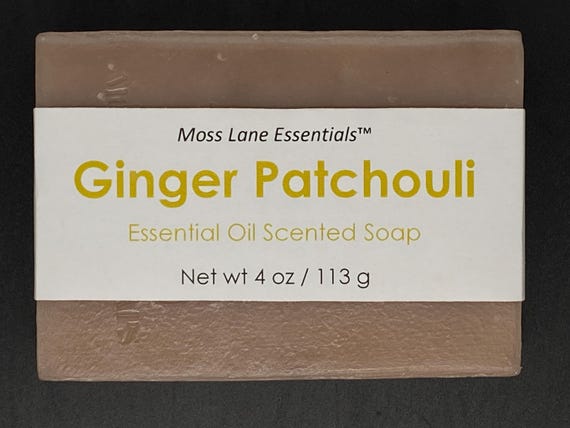 Moss Lane Essentials™
Ginger Patchouli
Essential Oil Scented Soap
Net wt 4 oz / 113 g